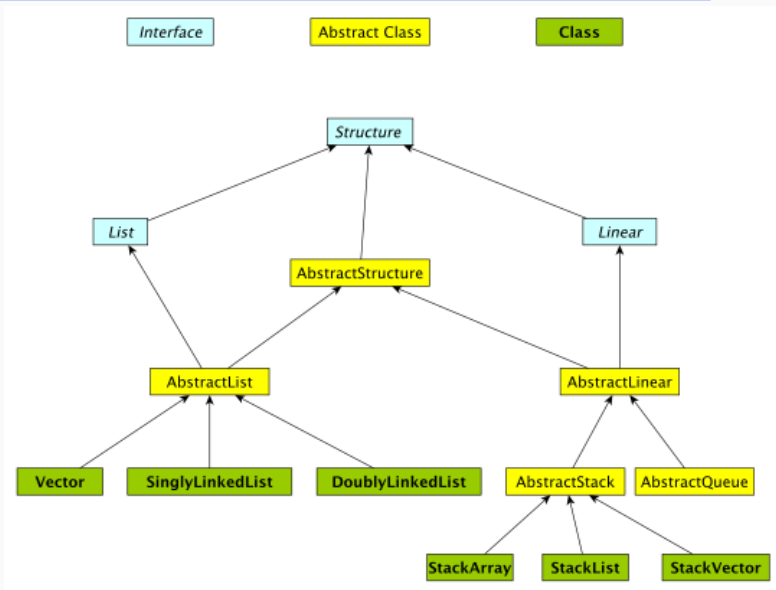 Interface
Abstract Class
Class
Structure
List
Linear
AbstractStructure
AbstractList
AbstractLinear
Vector
SinglyLinkedList
DoublyLinkedList
AbstractStack
AbstractQueue
StackArray
StackList
StackVector